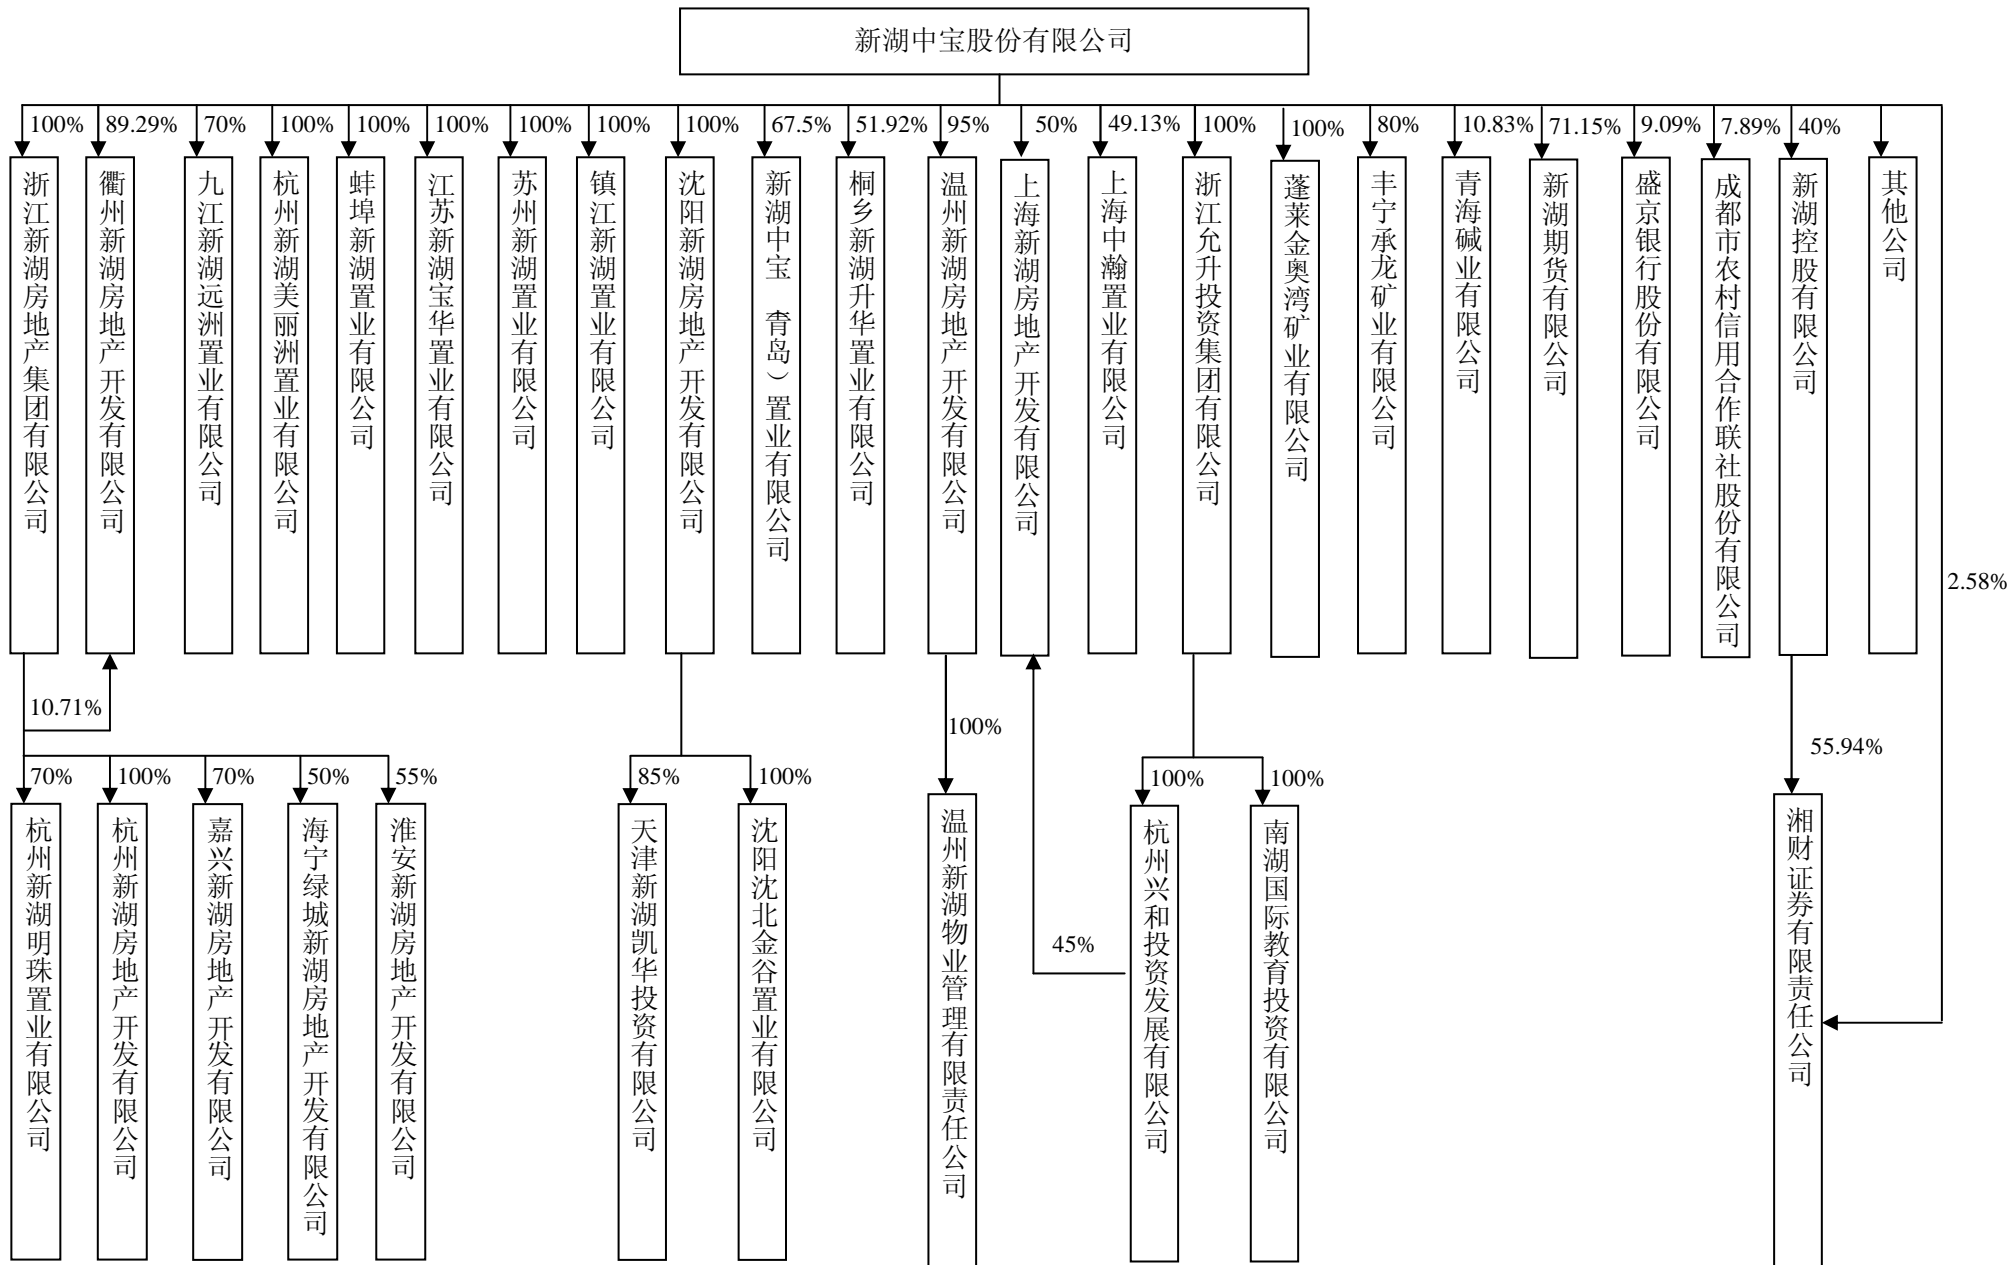 新湖中宝股份有限公司
100%
89.29%
70%
100%
100%
100%
100%
100%
100%
67.5%
51.92%
95%
50%
49.13%
100%
100%
80%
10.83%
71.15%
9.09%
7.89%
40%
浙江新湖房地产集团有限公司
衢州新湖房地产开发有限公司
九江新湖远洲置业有限公司
杭州新湖美丽洲置业有限公司
蚌埠新湖置业有限公司
江苏新湖宝华置业有限公司
苏州新湖置业有限公司
镇江新湖置业有限公司
沈阳新湖房地产开发有限公司
新湖中宝 青岛）置业有限公司
桐乡新湖升华置业有限公司
温州新湖房地产开发有限公司
上海新湖房地产开发有限公司
上海中瀚置业有限公司
浙江允升投资集团有限公司
蓬莱金奥湾矿业有限公司
丰宁承龙矿业有限公司
青海碱业有限公司
新湖期货有限公司
盛京银行股份有限公司
成都市农村信用合作联社股份有限公司
新湖控股有限公司
其他公司
2.58%
10.71%
100%
55.94%
70%
100%
70%
50%
55%
85%
100%
100%
100%
杭州新湖明珠置业有限公司
杭州新湖房地产开发有限公司
嘉兴新湖房地产开发有限公司
海宁绿城新湖房地产开发有限公司
淮安新湖房地产开发有限公司
天津新湖凯华投资有限公司
沈阳沈北金谷置业有限公司
温州新湖物业管理有限责任公司
45%
杭州兴和投资发展有限公司
南湖国际教育投资有限公司
湘财证券有限责任公司